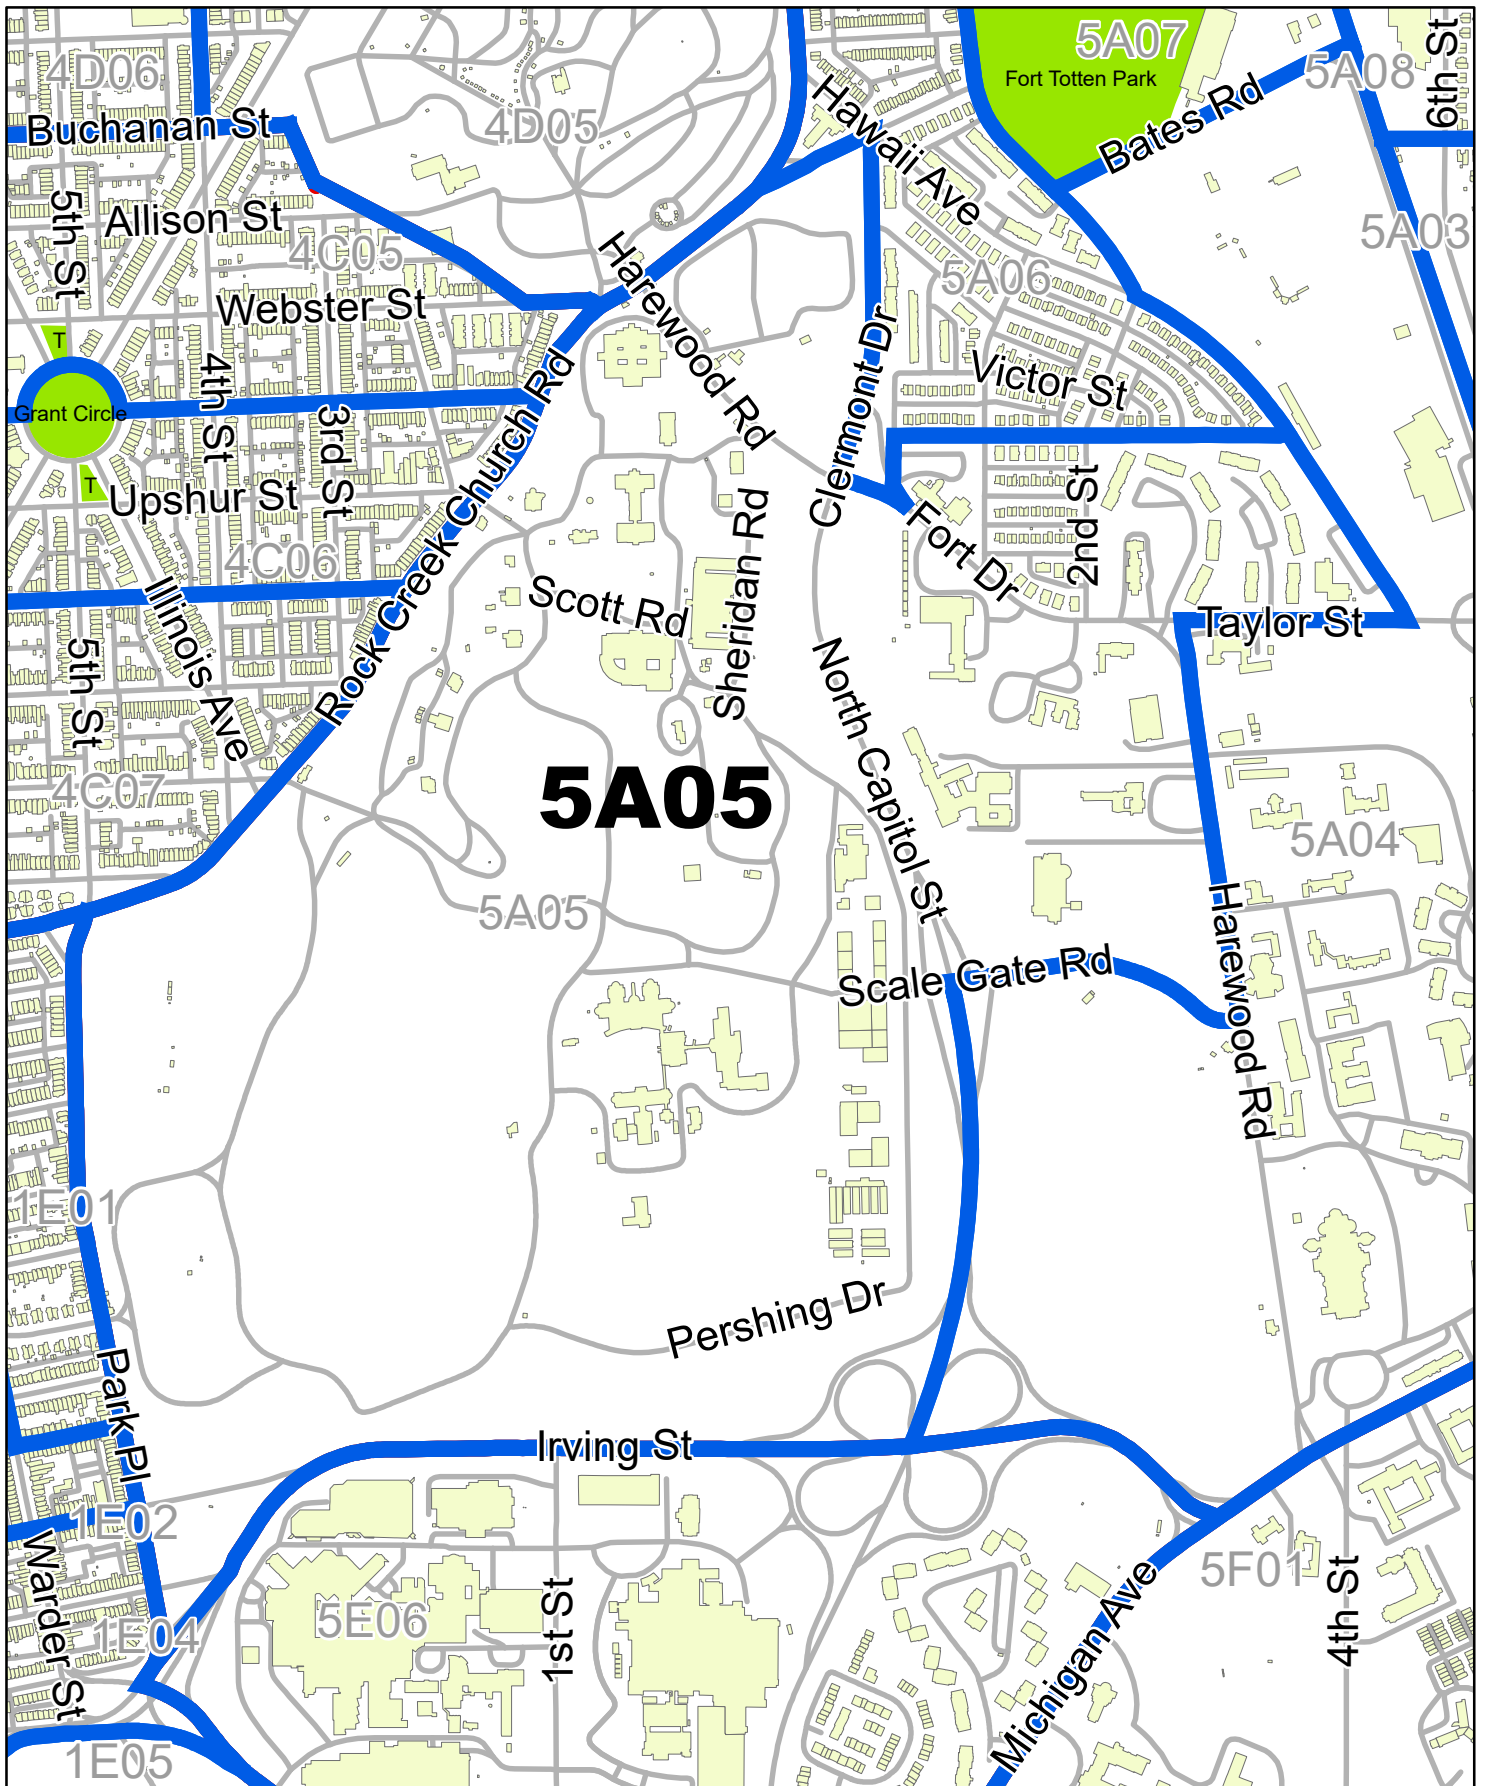 5A07
6th St
4D06
5A08
Fort Totten Park
Hawaii Ave
Bates Rd
Buchanan St
4D05
5th St
Allison St
5A03
4C05
Harewood Rd
5A06
Webster St
T
Clermont Dr
4th St
Rock Creek Church Rd
Victor St
Grant Circle
3rd St
T
Upshur St
Sheridan Rd
2nd St
Fort Dr
4C06
Illinois Ave
Scott Rd
Taylor St
5th St
North Capitol St
4C07
5A05
5A04
5A05
Harewood Rd
Scale Gate Rd
1E01
Pershing Dr
Park Pl
Irving St
1E02
Warder St
5F01
4th St
1st St
5E06
1E04
Michigan Ave
1E05